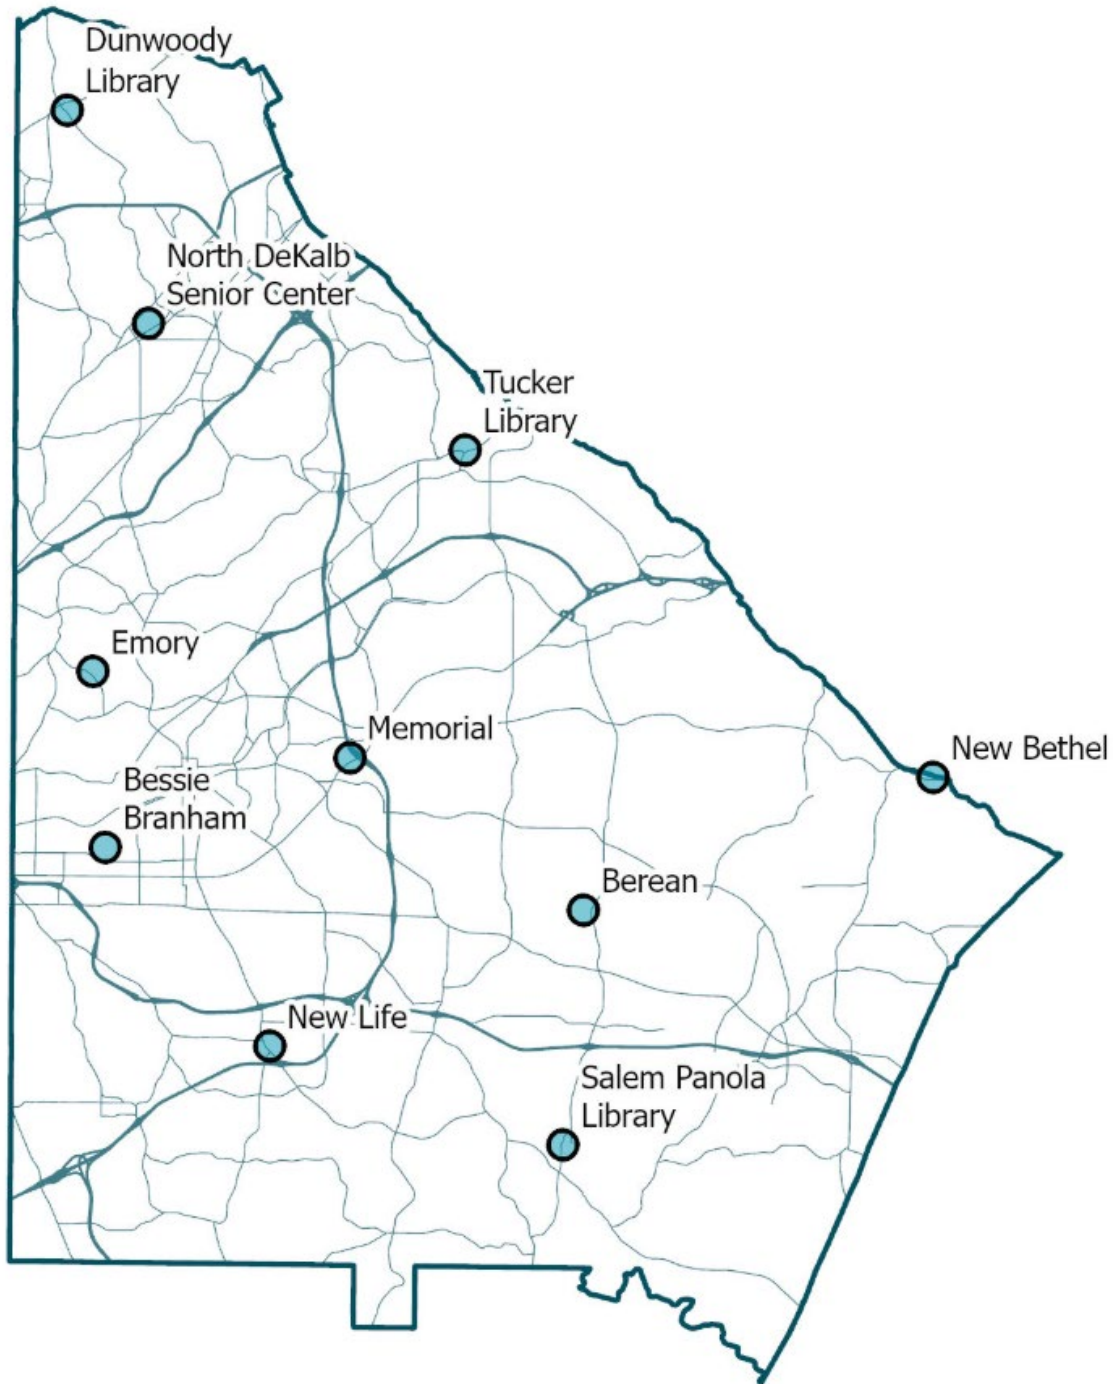 Dunwoody
Library
North DeKalb
Senior Center
Tucker
Library
Emory
Memorial
New Bethel
Bessie
Branham
Berean
New Life
Salem Panola
Library